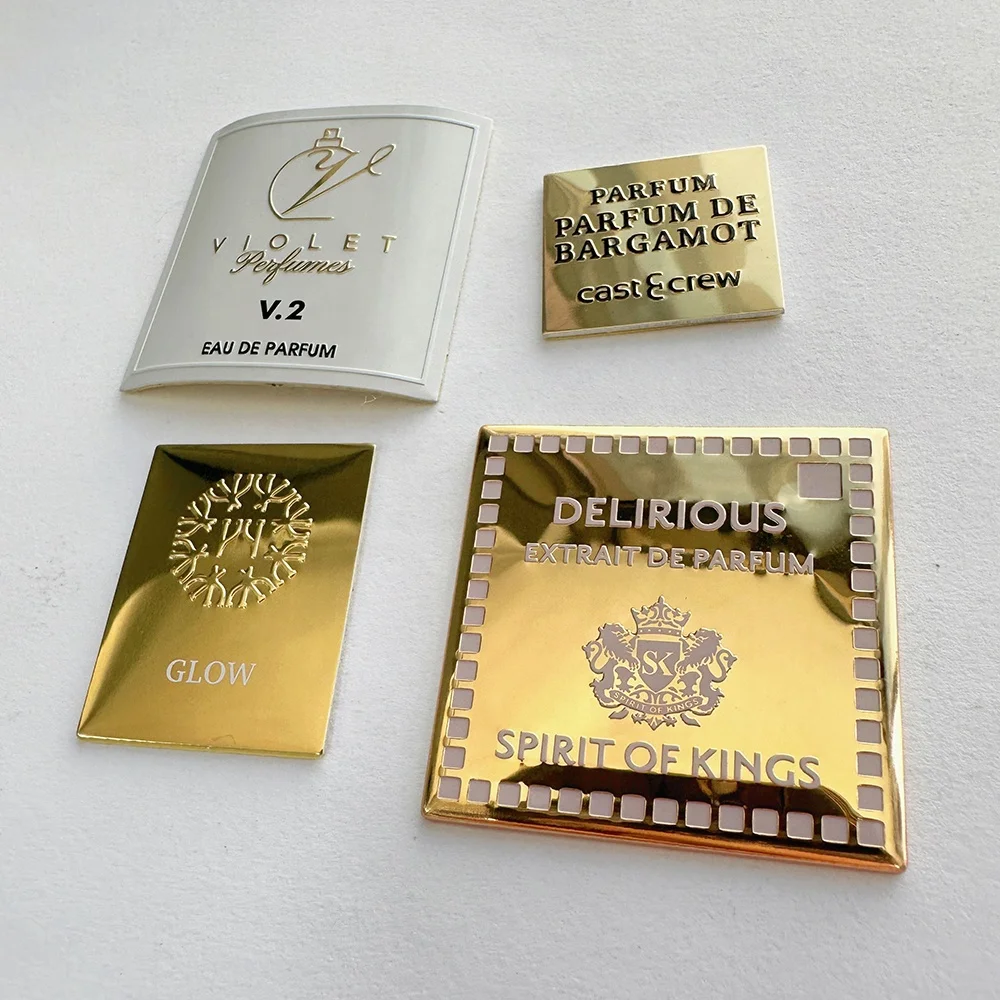 VIOLET
Perfumes
V.2
EAU DE PARFUM
PARFUM
PARFUM DE
BARGAMOT
cast&crew
GLOW
DELIRIOUS
EXTRAIT DE PARFUM
SK
SPIRIT OF KINGS
SPIRIT OF KINGS